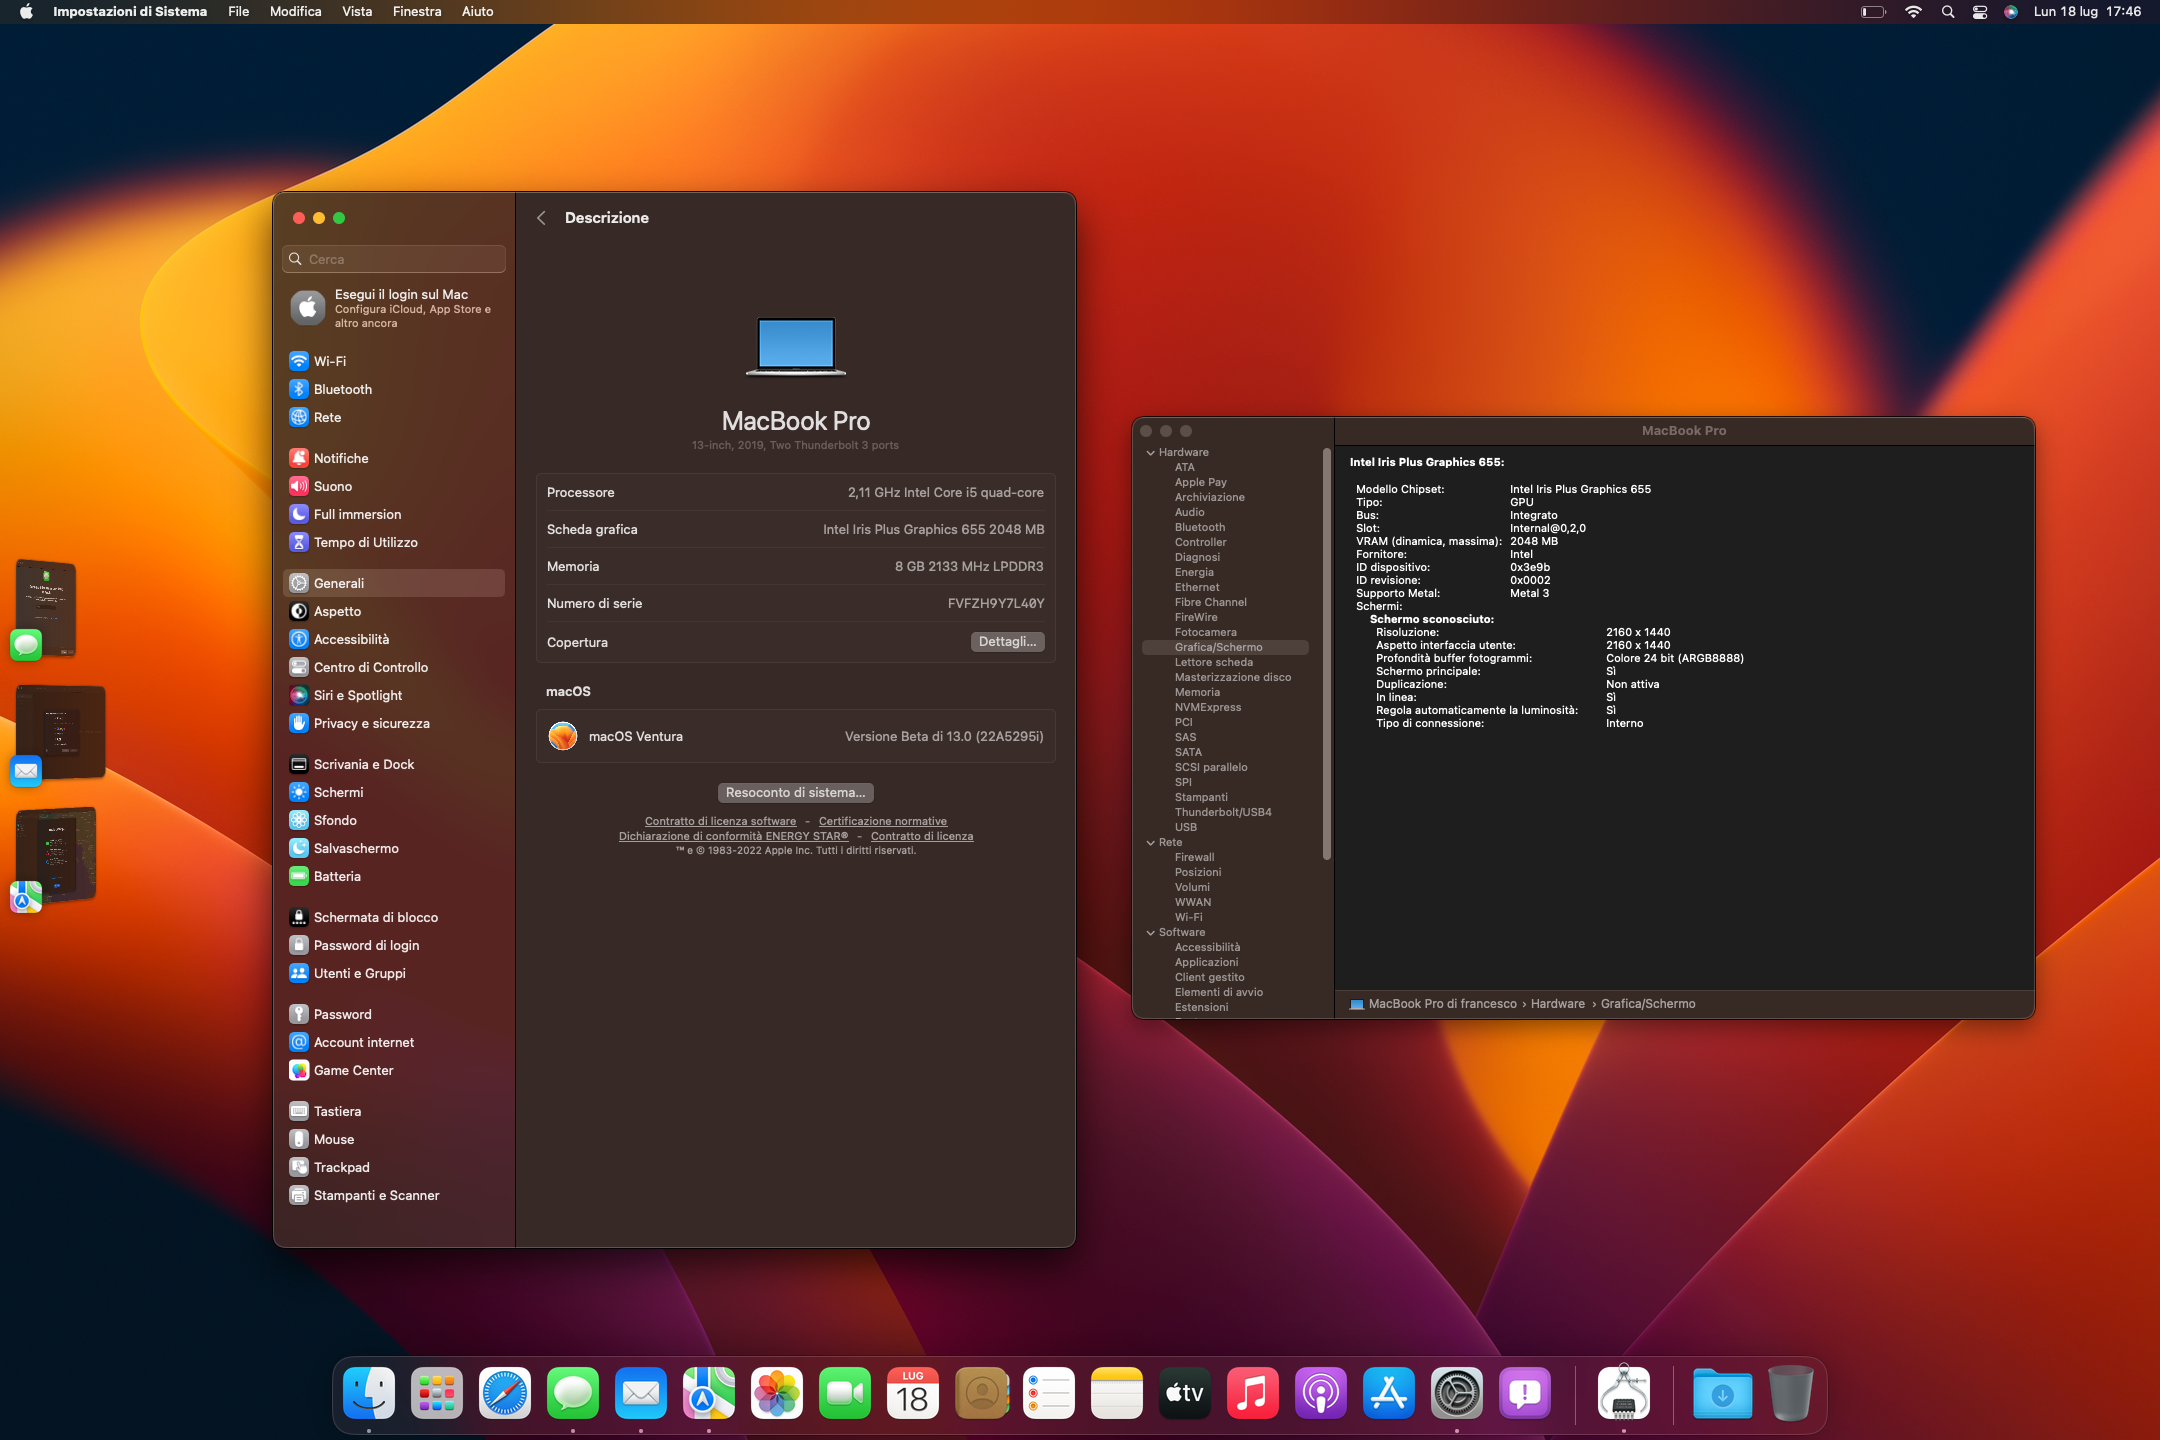 Impostazioni di Sistema File Modifica Vista Finestra Aiuto
Lun 18 lug 17:46
Cerca
Esegui il login sul Mac
Configura iCloud, App Store e
altro ancora
Wi-Fi
Bluetooth
Rete
Notifiche
Suono
Full immersion
Tempo di Utilizzo
Generali
Aspetto
Accessibilità
Centro di Controllo
Siri e Spotlight
Privacy e sicurezza
Scrivania e Dock
Schermi
Sfondo
Salvaschermo
Batteria
Schermata di blocco
Password di login
Utenti e Gruppi
Password
Account internet
Game Center
Tastiera
Mouse
Trackpad
Stampanti e Scanner
Descrizione
MacBook Pro
13-inch, 2019, Two Thunderbolt 3 ports
Processore 2,11 GHz Intel Core i5 quad-core
Scheda grafica Intel Iris Plus Graphics 655 2048 MB
Memoria 8 GB 2133 MHz LPDDR3
Numero di serie FVFZH9Y7L40Y
Copertura Dettagli...
macOS
macOS Ventura Versione Beta di 13.0 (22A5295i)
Resoconto di sistema...
Contratto di licenza software - Certificazione normative
Dichiarazione di conformità ENERGY STAR® - Contratto di licenza
™ e © 1983-2022 Apple Inc. Tutti i diritti riservati.
MacBook Pro
Hardware
ATA
Apple Pay
Archiviazione
Audio
Bluetooth
Controller
Diagnosi
Energia
Ethernet
Fibre Channel
FireWire
Fotocamera
Grafica/Schermo
Lettore scheda
Masterizzazione disco
Memoria
NVMExpress
PCI
SAS
SATA
SCSI parallelo
SPI
Stampanti
Thunderbolt/USB4
USB
Rete
Firewall
Posizioni
Volumi
WWAN
Wi-Fi
Software
Accessibilità
Applicazioni
Client gestito
Elementi di avvio
Estensioni
Intel Iris Plus Graphics 655:
Modello Chipset: Intel Iris Plus Graphics 655
Tipo: GPU
Bus: Integrato
Slot: Internal@0,2,0
VRAM (dinamica, massima): 2048 MB
Fornitore: Intel
ID dispositivo: 0x3e9b
ID revisione: 0x0002
Supporto Metal: Metal 3
Schermi:
Schermo sconosciuto:
Risoluzione: 2160 x 1440
Aspetto interfaccia utente: 2160 x 1440
Profondità buffer fotogrammi: Colore 24 bit (ARGB8888)
Schermo principale: Sì
Duplicazione: Non attiva
In linea: Sì
Regola automaticamente la luminosità: Sì
Tipo di connessione: Interno
MacBook Pro di francesco › Hardware › Grafica/Schermo
LUG
18
tv